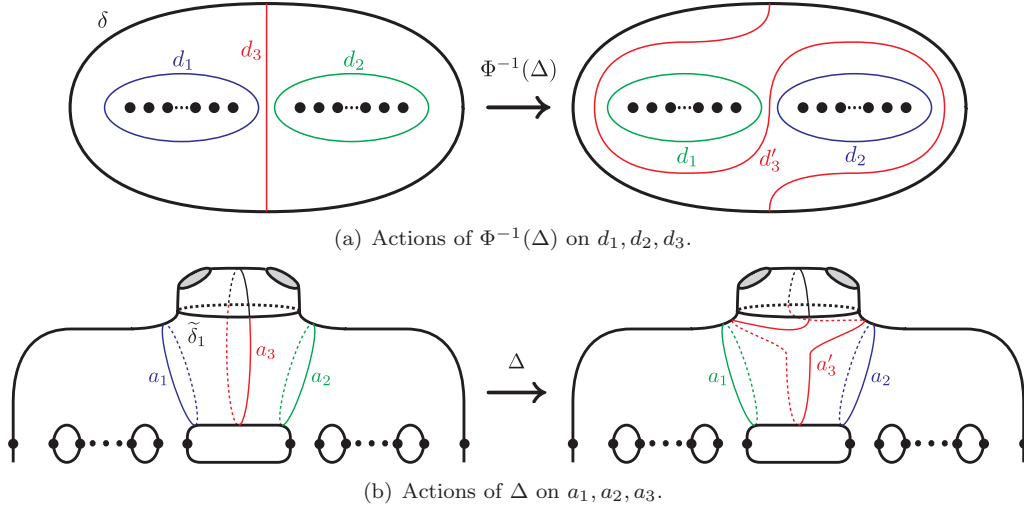 δ
d₁
d₃
d₂
Φ⁻¹(Δ)
d₁
d′₃
d₂
(a) Actions of Φ⁻¹(Δ) on d₁, d₂, d₃.
δ̃₁
a₁
a₃
a₂
Δ
a₁
a′₃
a₂
(b) Actions of Δ on a₁, a₂, a₃.